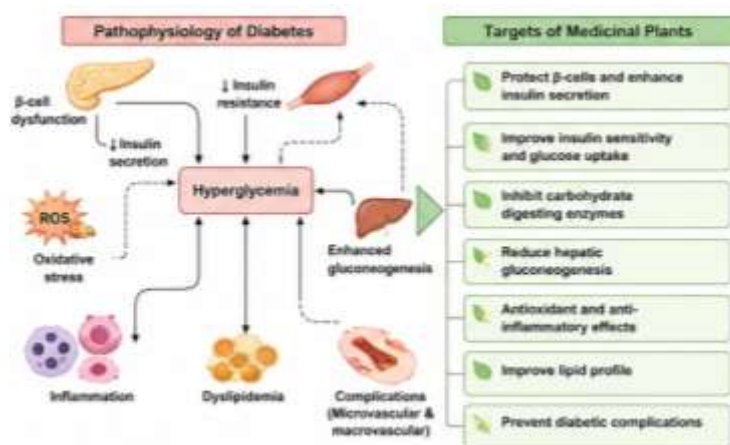 Pathophysiology of Diabetes
Targets of Medicinal Plants
β-cell
dysfunction
↓ Insulin
secretion
↓ Insulin
resistance
Hyperglycemia
ROS
Oxidative
stress
Enhanced
gluconeogenesis
Inflammation
Dyslipidemia
Complications
(Microvascular &
macrovascular)
Protect β-cells and enhance
insulin secretion
Improve insulin sensitivity
and glucose uptake
Inhibit carbohydrate
digesting enzymes
Reduce hepatic
gluconeogenesis
Antioxidant and anti-
inflammatory effects
Improve lipid profile
Prevent diabetic complications